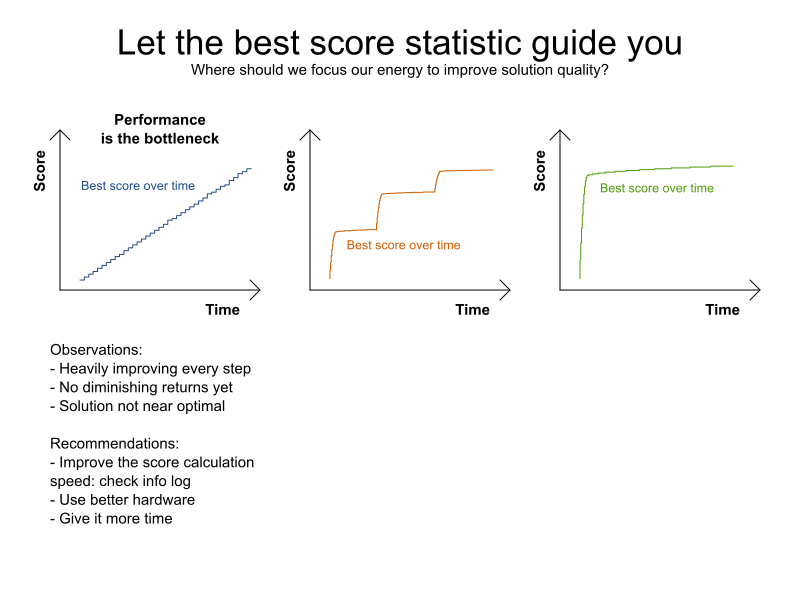 Let the best score statistic guide you
Where should we focus our energy to improve solution quality?
Performance
is the bottleneck
Score
Best score over time
Time
Score
Best score over time
Time
Score
Best score over time
Time
Observations:
- Heavily improving every step
- No diminishing returns yet
- Solution not near optimal
Recommendations:
- Improve the score calculation
speed: check info log
- Use better hardware
- Give it more time